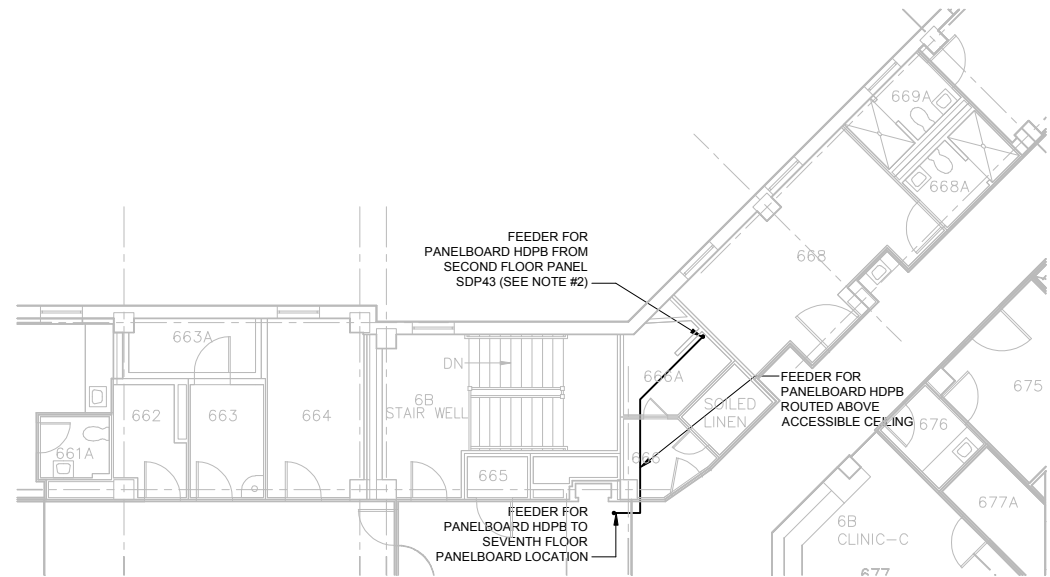 669A
668A
FEEDER FOR
PANELBOARD HDPB FROM
SECOND FLOOR PANEL
SDP43 (SEE NOTE #2)
668
663A
DN
666A
FEEDER FOR
PANELBOARD HDPB
ROUTED ABOVE
ACCESSIBLE CEILING
675
662
663
664
6B
STAIR WELL
SOILED
LINEN
676
661A
666
665
677A
FEEDER FOR
PANELBOARD HDPB TO
SEVENTH FLOOR
PANELBOARD LOCATION
6B
CLINIC-C
677